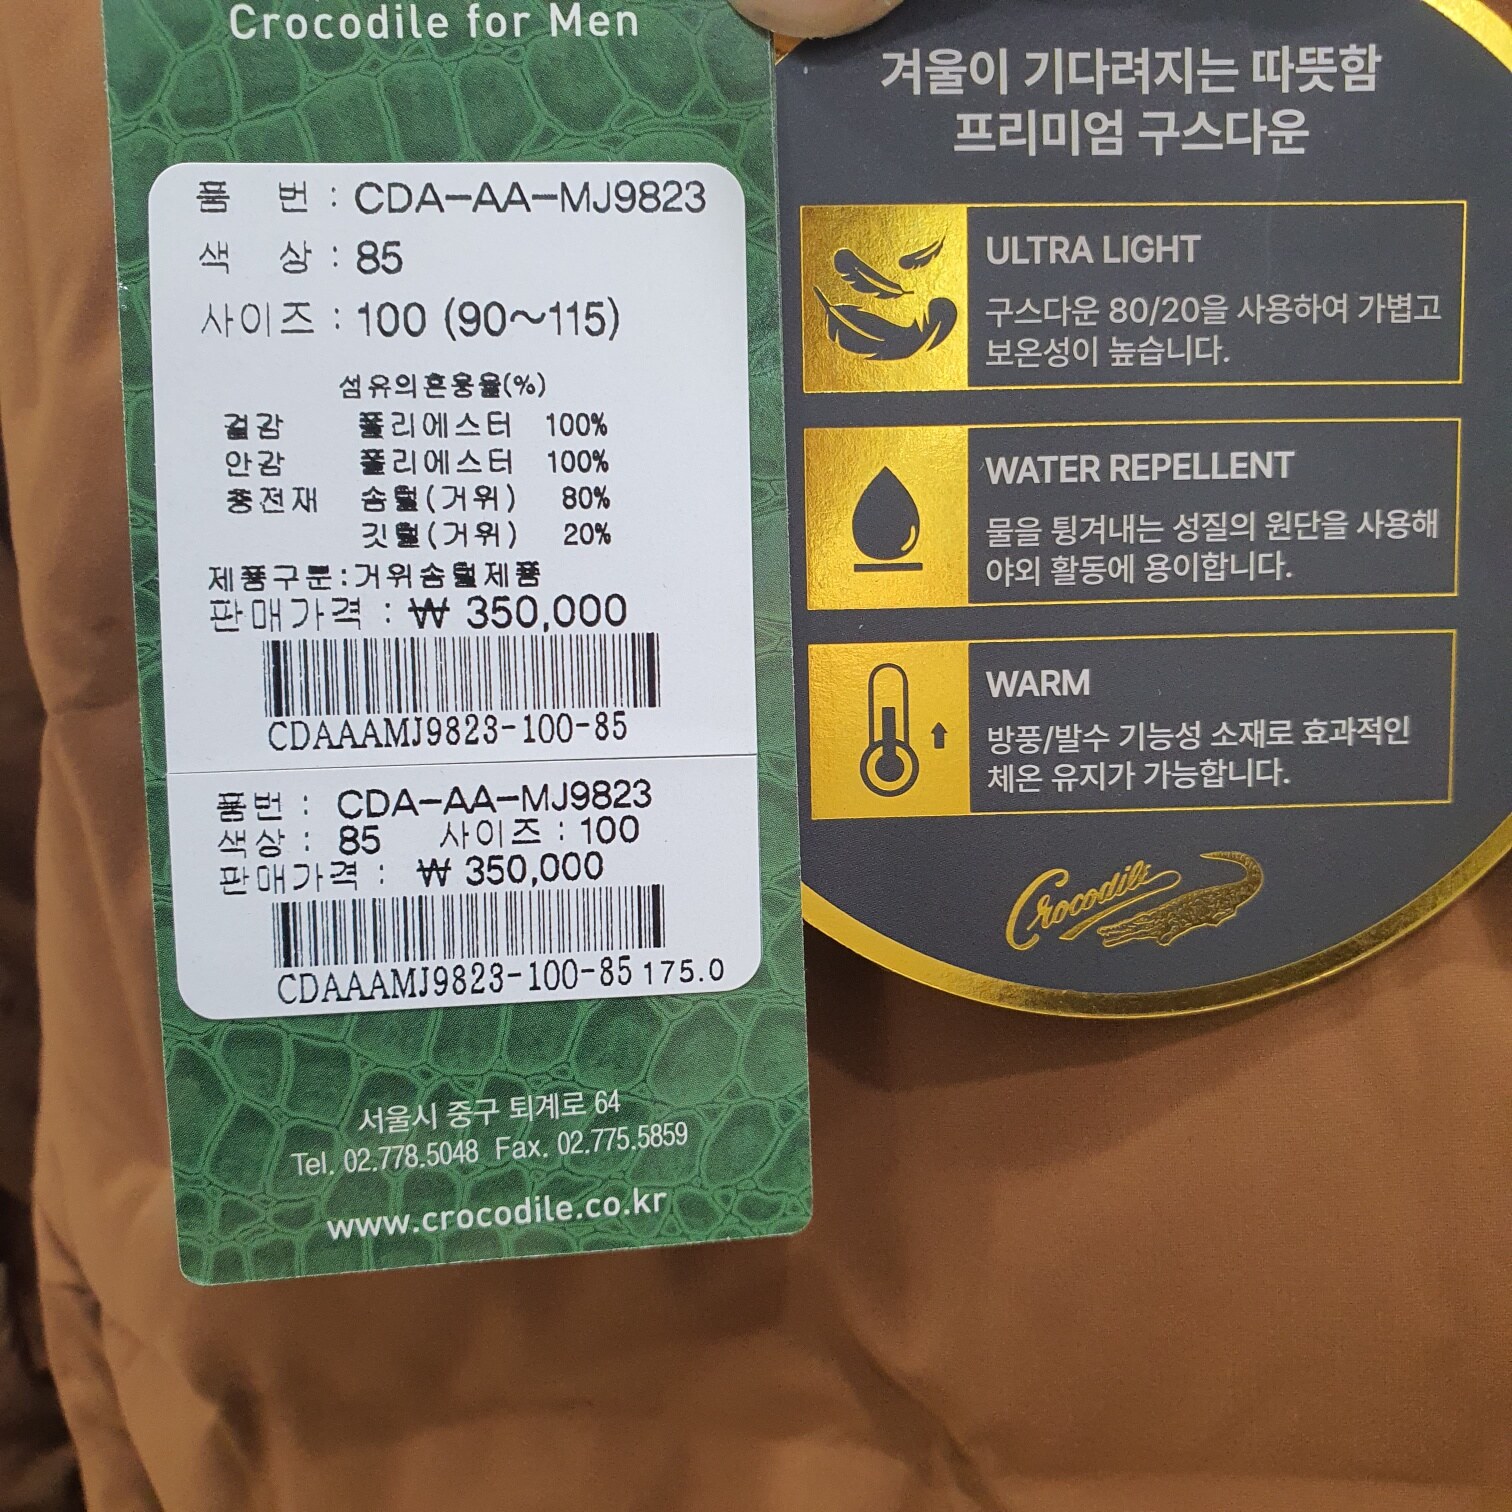 Crocodile for Men
품 번 : CDA-AA-MJ9823
색 상 : 85
사이즈 : 100 (90~115)
섬유의혼용율(%)
겉감 폴리에스터 100%
안감 폴리에스터 100%
충전재 솜털(거위) 80%
깃털(거위) 20%
제품구분:거위솜털제품
판매가격 : ₩ 350,000
CDAAAMJ9823-100-85
품번 : CDA-AA-MJ9823
색상 : 85 사이즈 : 100
판매가격 : ₩ 350,000
CDAAAMJ9823-100-85 175.0
서울시 중구 퇴계로 64
Tel. 02.778.5048 Fax. 02.775.5859
www.crocodile.co.kr
겨울이 기다려지는 따뜻함
프리미엄 구스다운
ULTRA LIGHT
구스다운 80/20을 사용하여 가볍고
보온성이 높습니다.
WATER REPELLENT
물을 튕겨내는 성질의 원단을 사용해
야외 활동에 용이합니다.
WARM
방풍/발수 기능성 소재로 효과적인
체온 유지가 가능합니다.
Crocodile